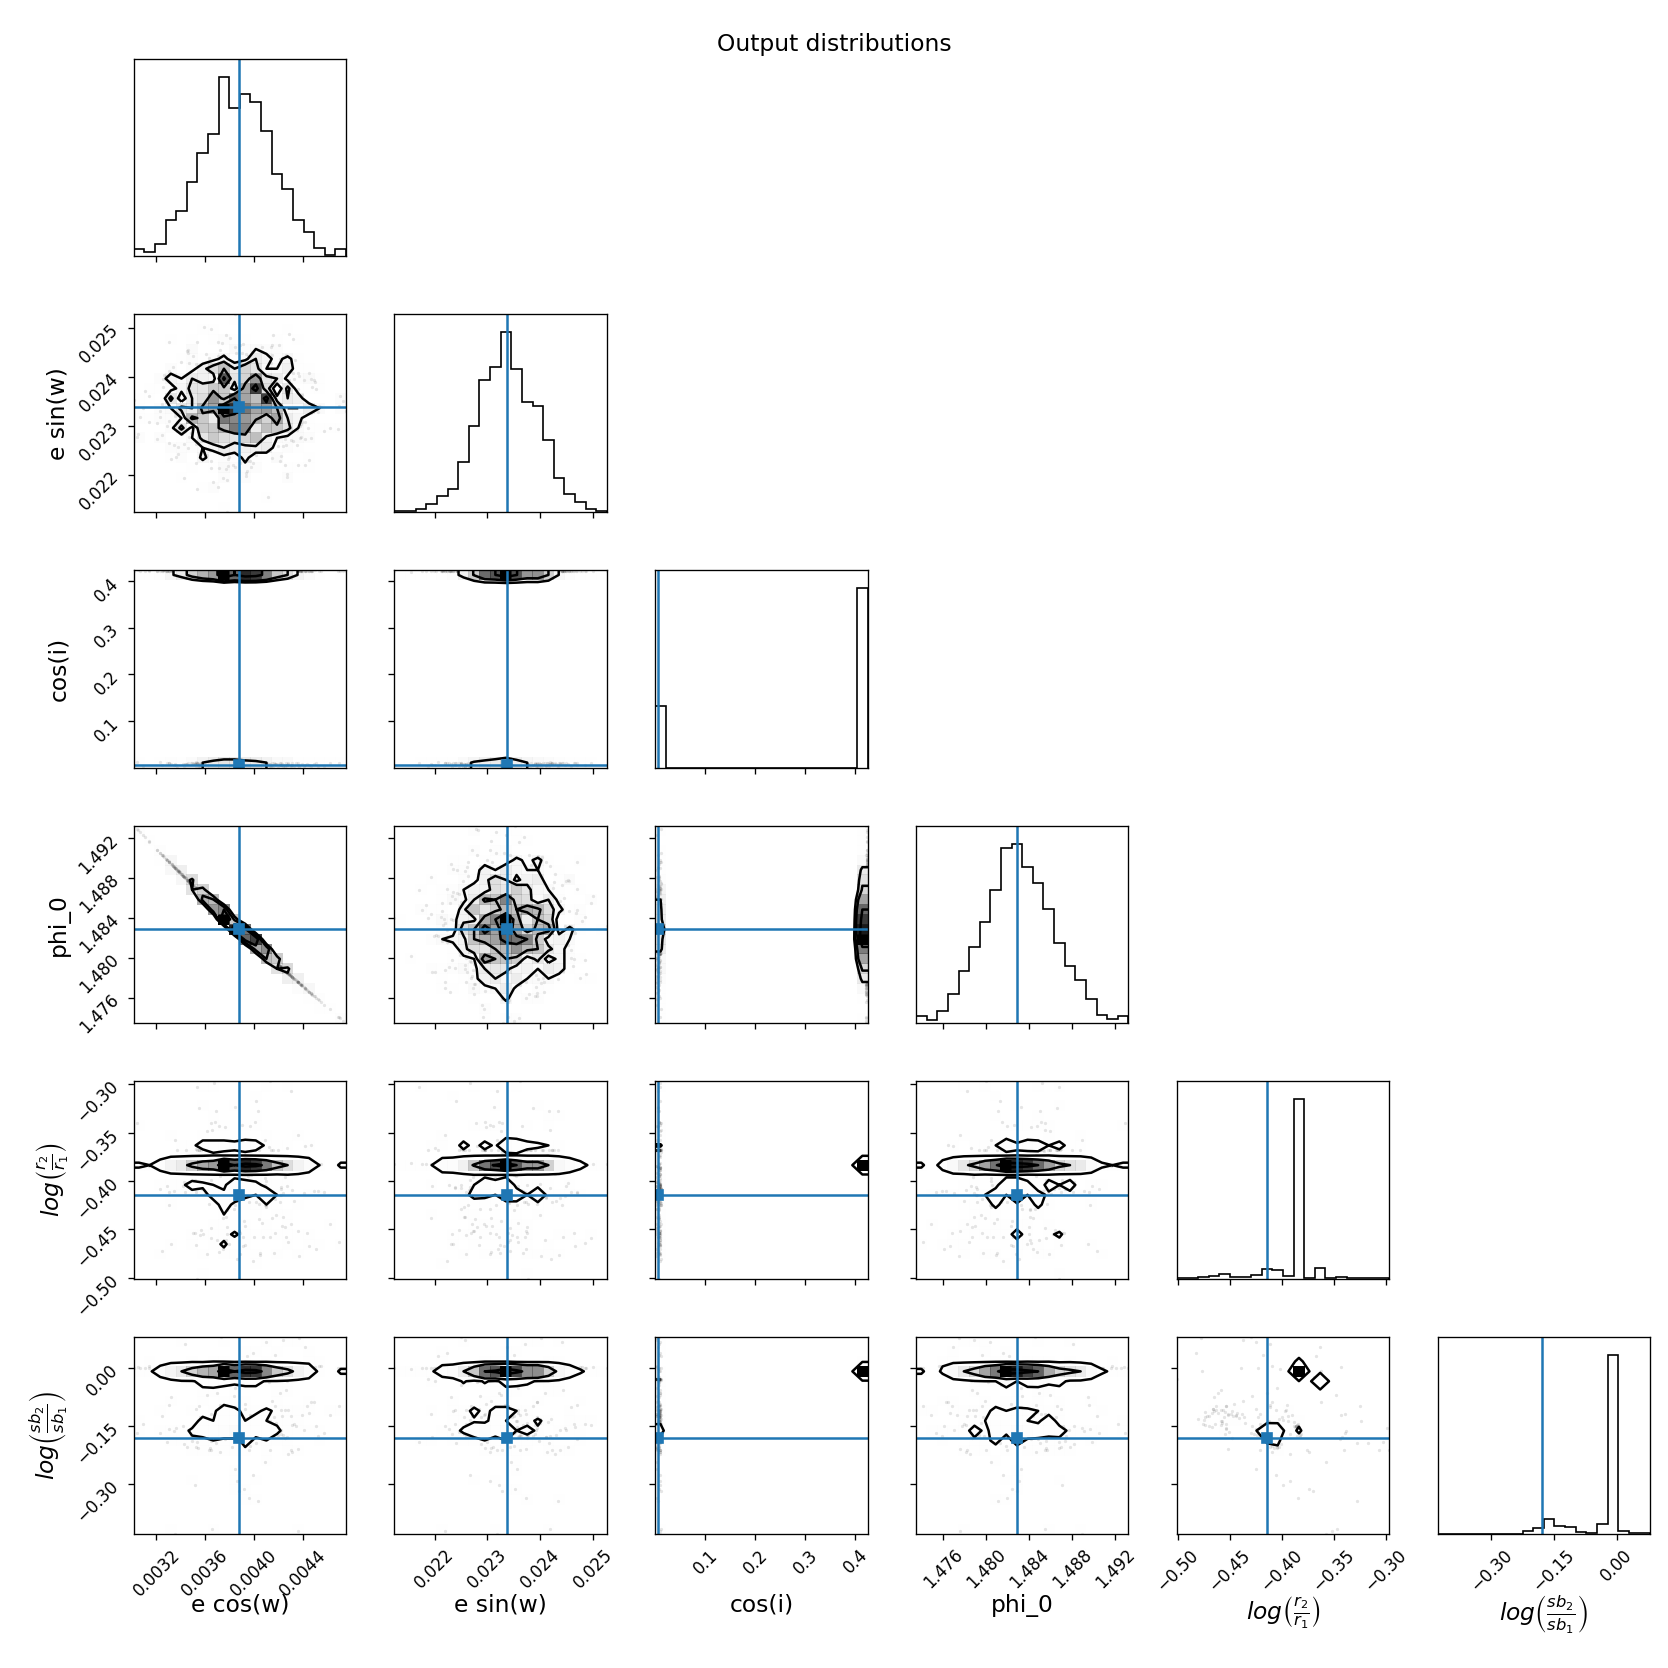 Output distributions
e sin(w)
0.025
0.024
0.023
0.022
cos(i)
0.4
0.3
0.2
0.1
phi_0
1.492
1.488
1.484
1.480
1.476
log(r₂/r₁)
−0.30
−0.35
−0.40
−0.45
−0.50
log(sb₂/sb₁)
0.00
−0.15
−0.30
0.0032 0.0036 0.0040 0.0044
0.022 0.023 0.024 0.025
0.1 0.2 0.3 0.4
1.476 1.480 1.484 1.488 1.492
−0.50 −0.45 −0.40 −0.35 −0.30
−0.30 −0.15 0.00
e cos(w)
e sin(w)
cos(i)
phi_0
log(r₂/r₁)
log(sb₂/sb₁)